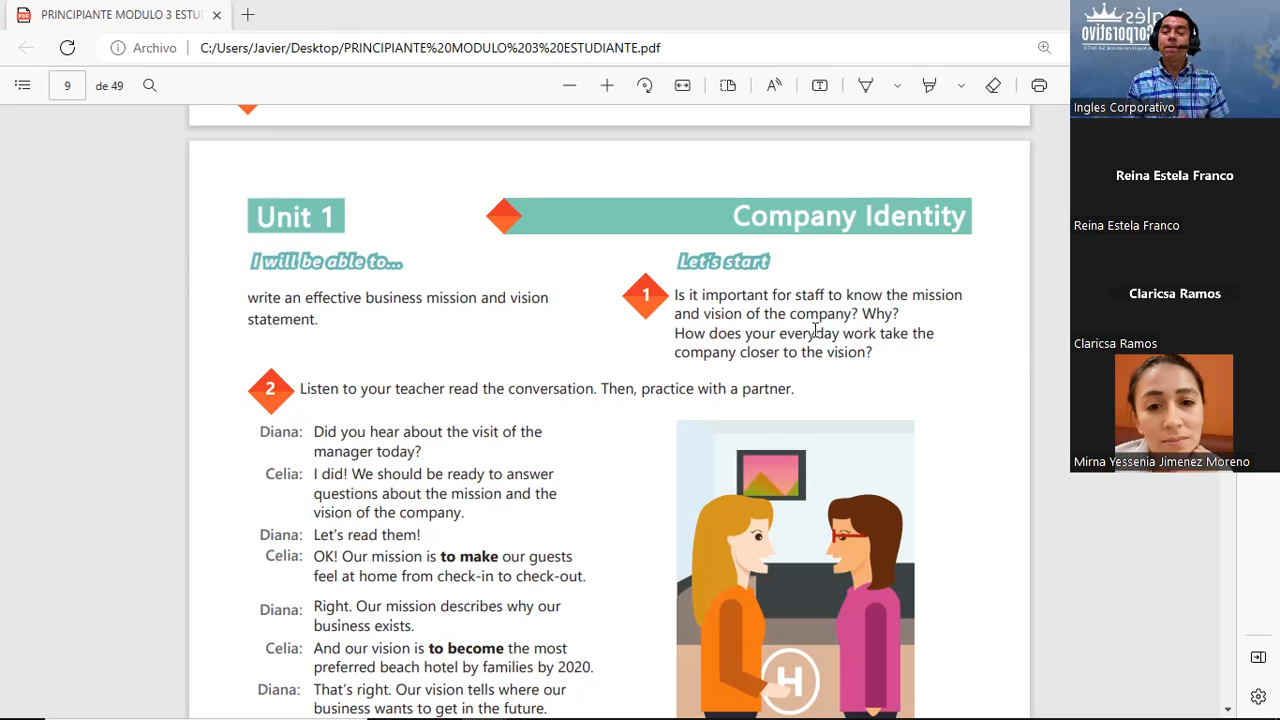 PRINCIPIANTE MODULO 3 ESTU
Archivo
C:/Users/Javier/Desktop/PRINCIPIANTE%20MODULO%203%20ESTUDIANTE.pdf
9 de 49
Unit 1
Company Identity
I will be able to...
write an effective business mission and vision
statement.
Let's start
1
Is it important for staff to know the mission
and vision of the company? Why?
How does your everyday work take the
company closer to the vision?
2 Listen to your teacher read the conversation. Then, practice with a partner.
Diana: Did you hear about the visit of the
manager today?
Celia: I did! We should be ready to answer
questions about the mission and the
vision of the company.
Diana: Let's read them!
Celia: OK! Our mission is to make our guests
feel at home from check-in to check-out.
Diana: Right. Our mission describes why our
business exists.
Celia: And our vision is to become the most
preferred beach hotel by families by 2020.
Diana: That's right. Our vision tells where our
business wants to get in the future.
H
Inglés
Corporativo
Ingles Corporativo
Reina Estela Franco
Reina Estela Franco
Claricsa Ramos
Claricsa Ramos
Mirna Yessenia Jimenez Moreno